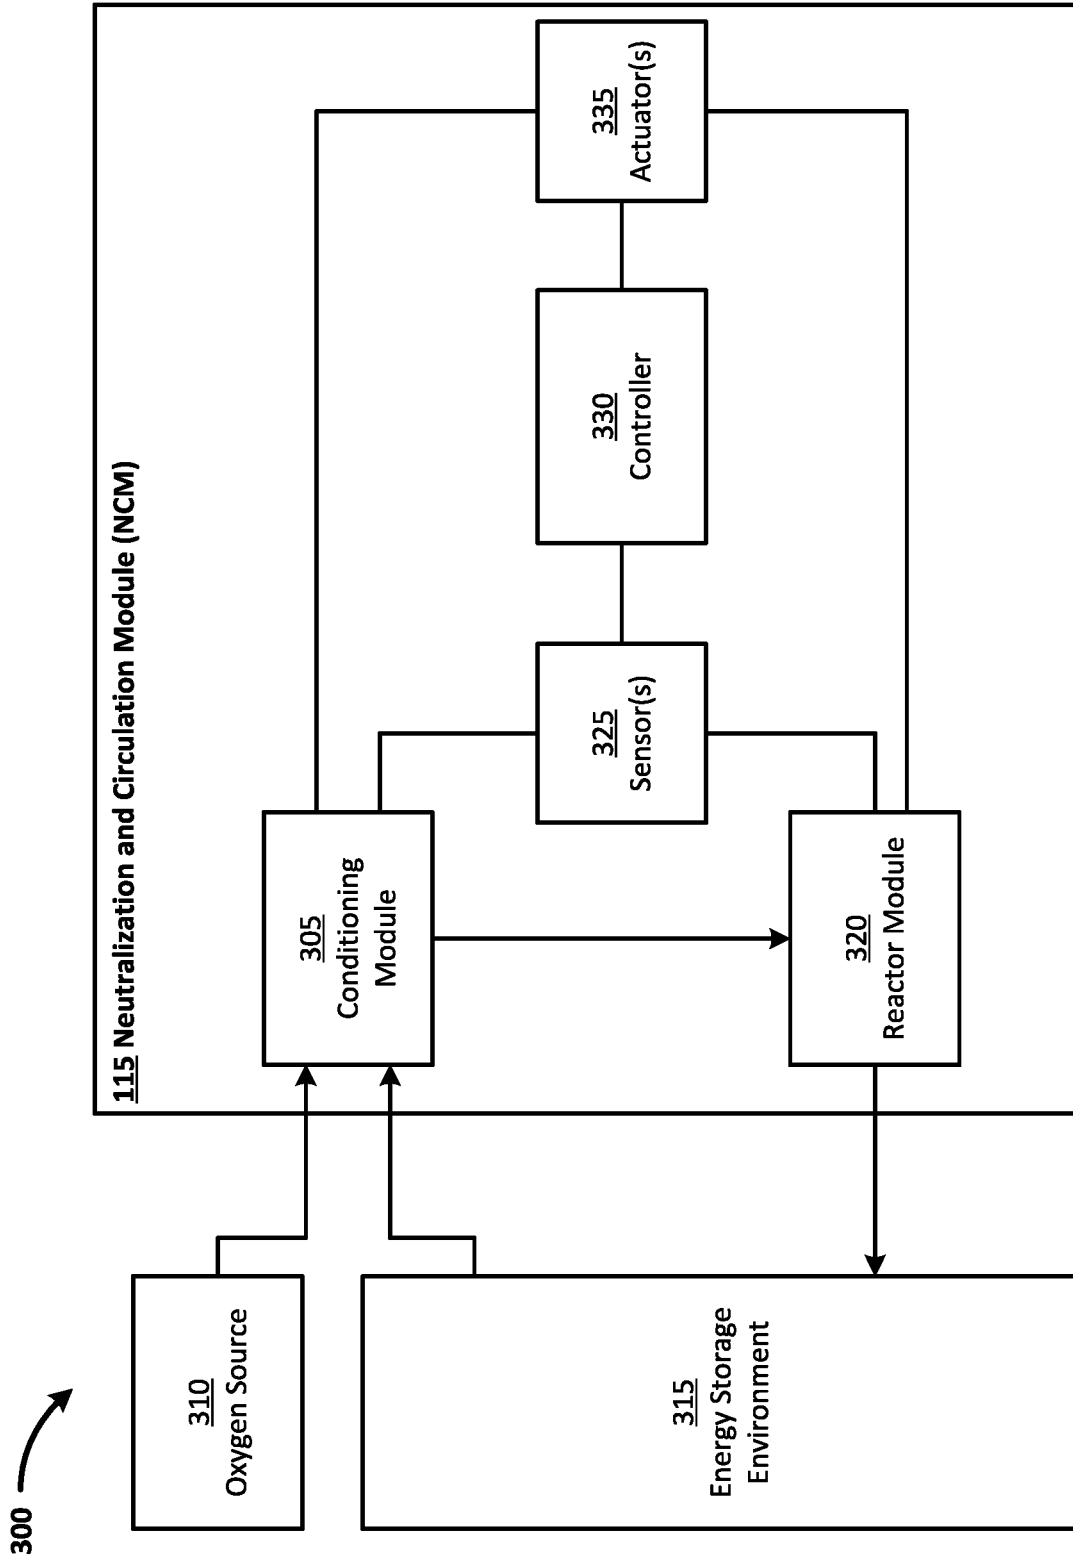 300
115 Neutralization and Circulation Module (NCM)
310
Oxygen Source
305
Conditioning
Module
325
Sensor(s)
330
Controller
335
Actuator(s)
315
Energy Storage
Environment
320
Reactor Module